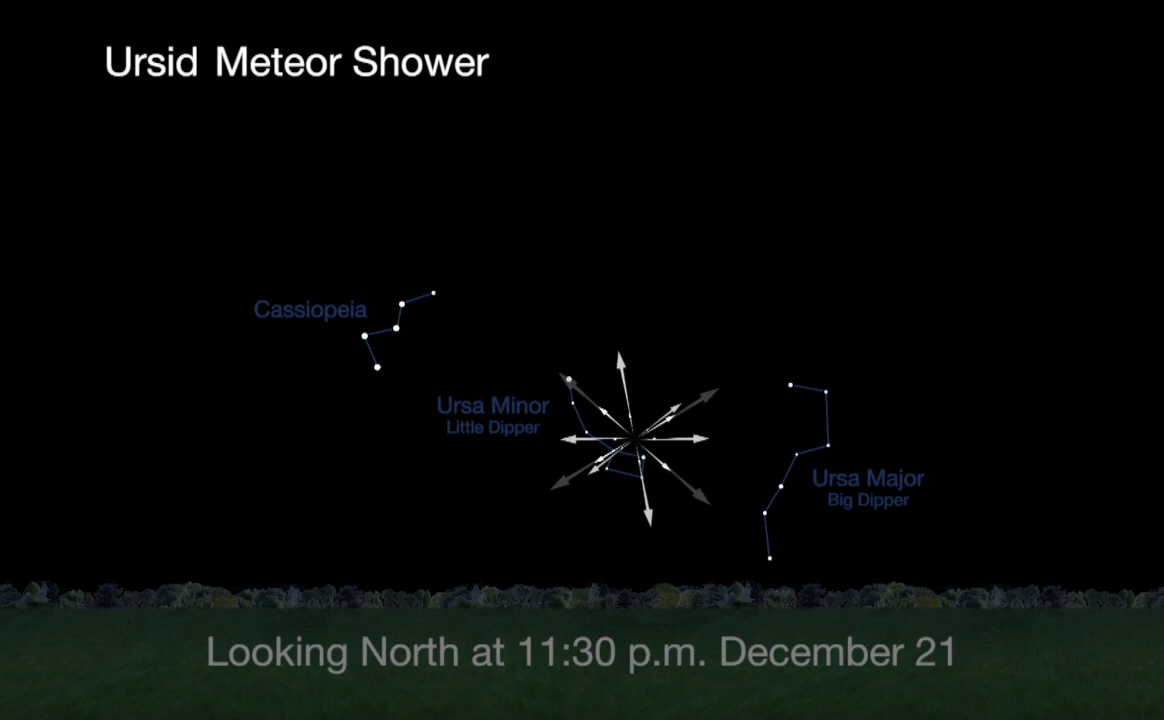 Ursid Meteor Shower
Cassiopeia
Ursa Minor
Little Dipper
Ursa Major
Big Dipper
Looking North at 11:30 p.m. December 21